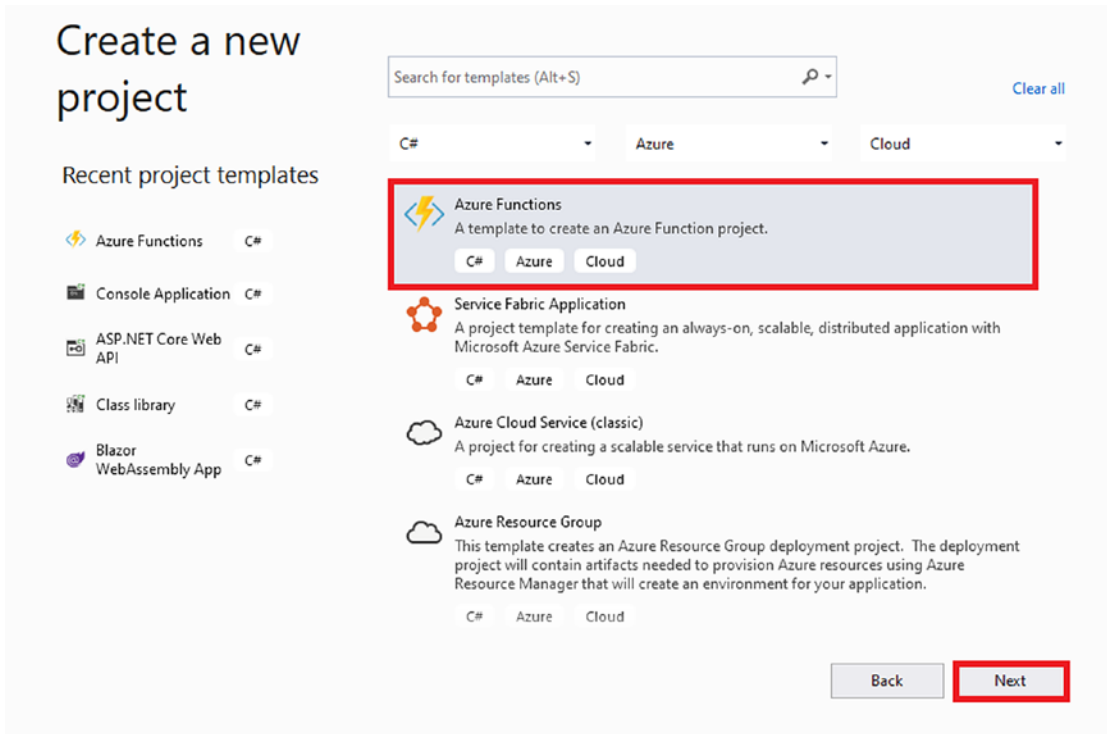 Create a new
project
Recent project templates
Azure Functions C#
Console Application C#
ASP.NET Core Web
API
C#
Class library C#
Blazor
WebAssembly App
C#
Search for templates (Alt+S)
Clear all
C# Azure Cloud
Azure Functions
A template to create an Azure Function project.
C# Azure Cloud
Service Fabric Application
A project template for creating an always-on, scalable, distributed application with
Microsoft Azure Service Fabric.
C# Azure Cloud
Azure Cloud Service (classic)
A project for creating a scalable service that runs on Microsoft Azure.
C# Azure Cloud
Azure Resource Group
This template creates an Azure Resource Group deployment project. The deployment
project will contain artifacts needed to provision Azure resources using Azure
Resource Manager that will create an environment for your application.
C# Azure Cloud
Back Next